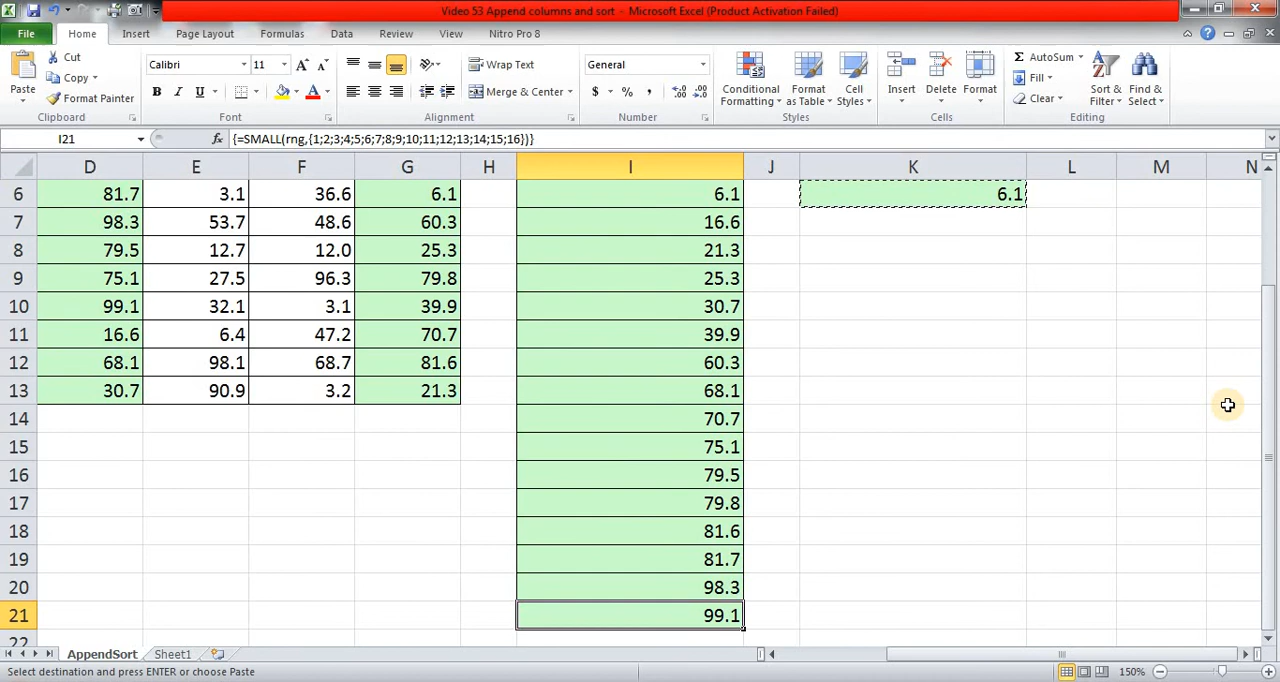 Video 53 Append columns and sort – Microsoft Excel (Product Activation Failed)
File Home Insert Page Layout Formulas Data Review View Nitro Pro 8
Paste Cut Copy Format Painter Clipboard
Calibri 11 B I U A A A Font
Wrap Text Merge & Center Alignment
General $ % , Number
Conditional Formatting Format as Table Cell Styles Styles
Insert Delete Format Cells
AutoSum Fill Clear Sort & Filter Find & Select Editing
I21 fx {=SMALL(rng,{1;2;3;4;5;6;7;8;9;10;11;12;13;14;15;16})}
D E F G H I J K L M N
6 81.7 3.1 36.6 6.1 6.1 6.1
7 98.3 53.7 48.6 60.3 16.6
8 79.5 12.7 12.0 25.3 21.3
9 75.1 27.5 96.3 79.8 25.3
10 99.1 32.1 3.1 39.9 30.7
11 16.6 6.4 47.2 70.7 39.9
12 68.1 98.1 68.7 81.6 60.3
13 30.7 90.9 3.2 21.3 68.1
14 70.7
15 75.1
16 79.5
17 79.8
18 81.6
19 81.7
20 98.3
21 99.1
22
AppendSort Sheet1
Select destination and press ENTER or choose Paste 150%